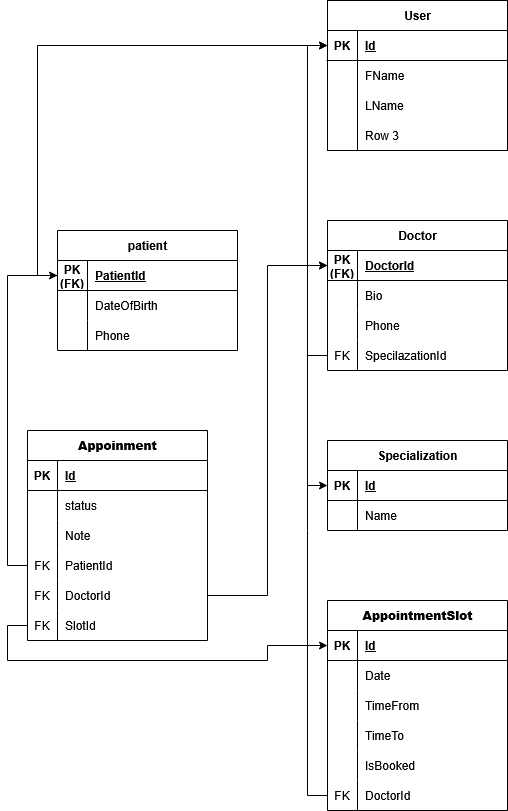 User
PK Id
FName
LName
Row 3
patient
PK (FK) PatientId
DateOfBirth
Phone
Doctor
PK (FK) DoctorId
Bio
Phone
FK SpecilazationId
Appoinment
PK Id
status
Note
FK PatientId
FK DoctorId
FK SlotId
Specialization
PK Id
Name
AppointmentSlot
PK Id
Date
TimeFrom
TimeTo
IsBooked
FK DoctorId